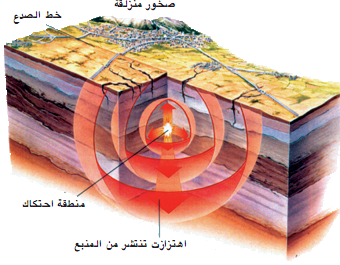 صخور منزلقة
خط الصدع
منطقة احتكاك
اهتزازت تنتشر من المنبع